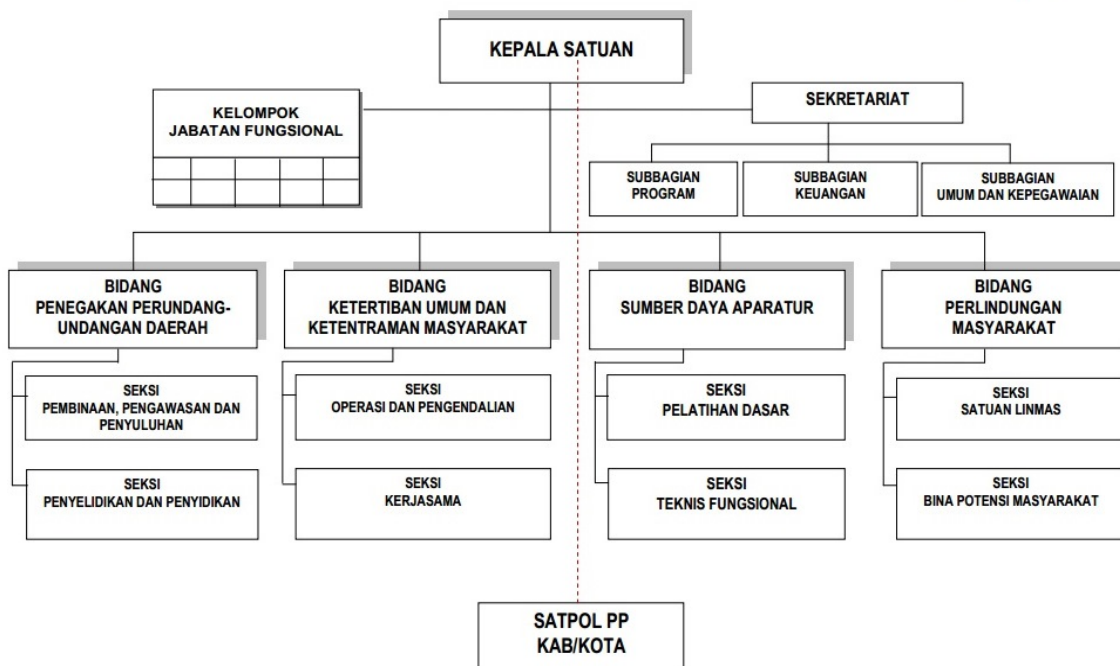 KEPALA SATUAN
KELOMPOK
JABATAN FUNGSIONAL
SEKRETARIAT
SUBBAGIAN
PROGRAM
SUBBAGIAN
KEUANGAN
SUBBAGIAN
UMUM DAN KEPEGAWAIAN
BIDANG
PENEGAKAN PERUNDANG-
UNDANGAN DAERAH
BIDANG
KETERTIBAN UMUM DAN
KETENTRAMAN MASYARAKAT
BIDANG
SUMBER DAYA APARATUR
BIDANG
PERLINDUNGAN
MASYARAKAT
SEKSI
PEMBINAAN, PENGAWASAN DAN
PENYULUHAN
SEKSI
OPERASI DAN PENGENDALIAN
SEKSI
PELATIHAN DASAR
SEKSI
SATUAN LINMAS
SEKSI
PENYELIDIKAN DAN PENYIDIKAN
SEKSI
KERJASAMA
SEKSI
TEKNIS FUNGSIONAL
SEKSI
BINA POTENSI MASYARAKAT
SATPOL PP
KAB/KOTA